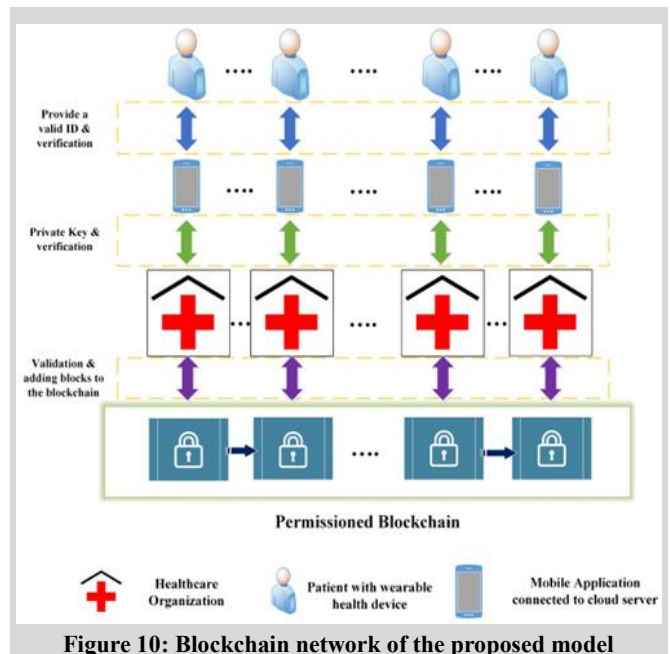 Provide a
valid ID &
verification
Private Key &
verification
Validation &
adding blocks to
the blockchain
Permissioned Blockchain
Healthcare
Organization
Patient with wearable
health device
Mobile Application
connected to cloud server
Figure 10: Blockchain network of the proposed model